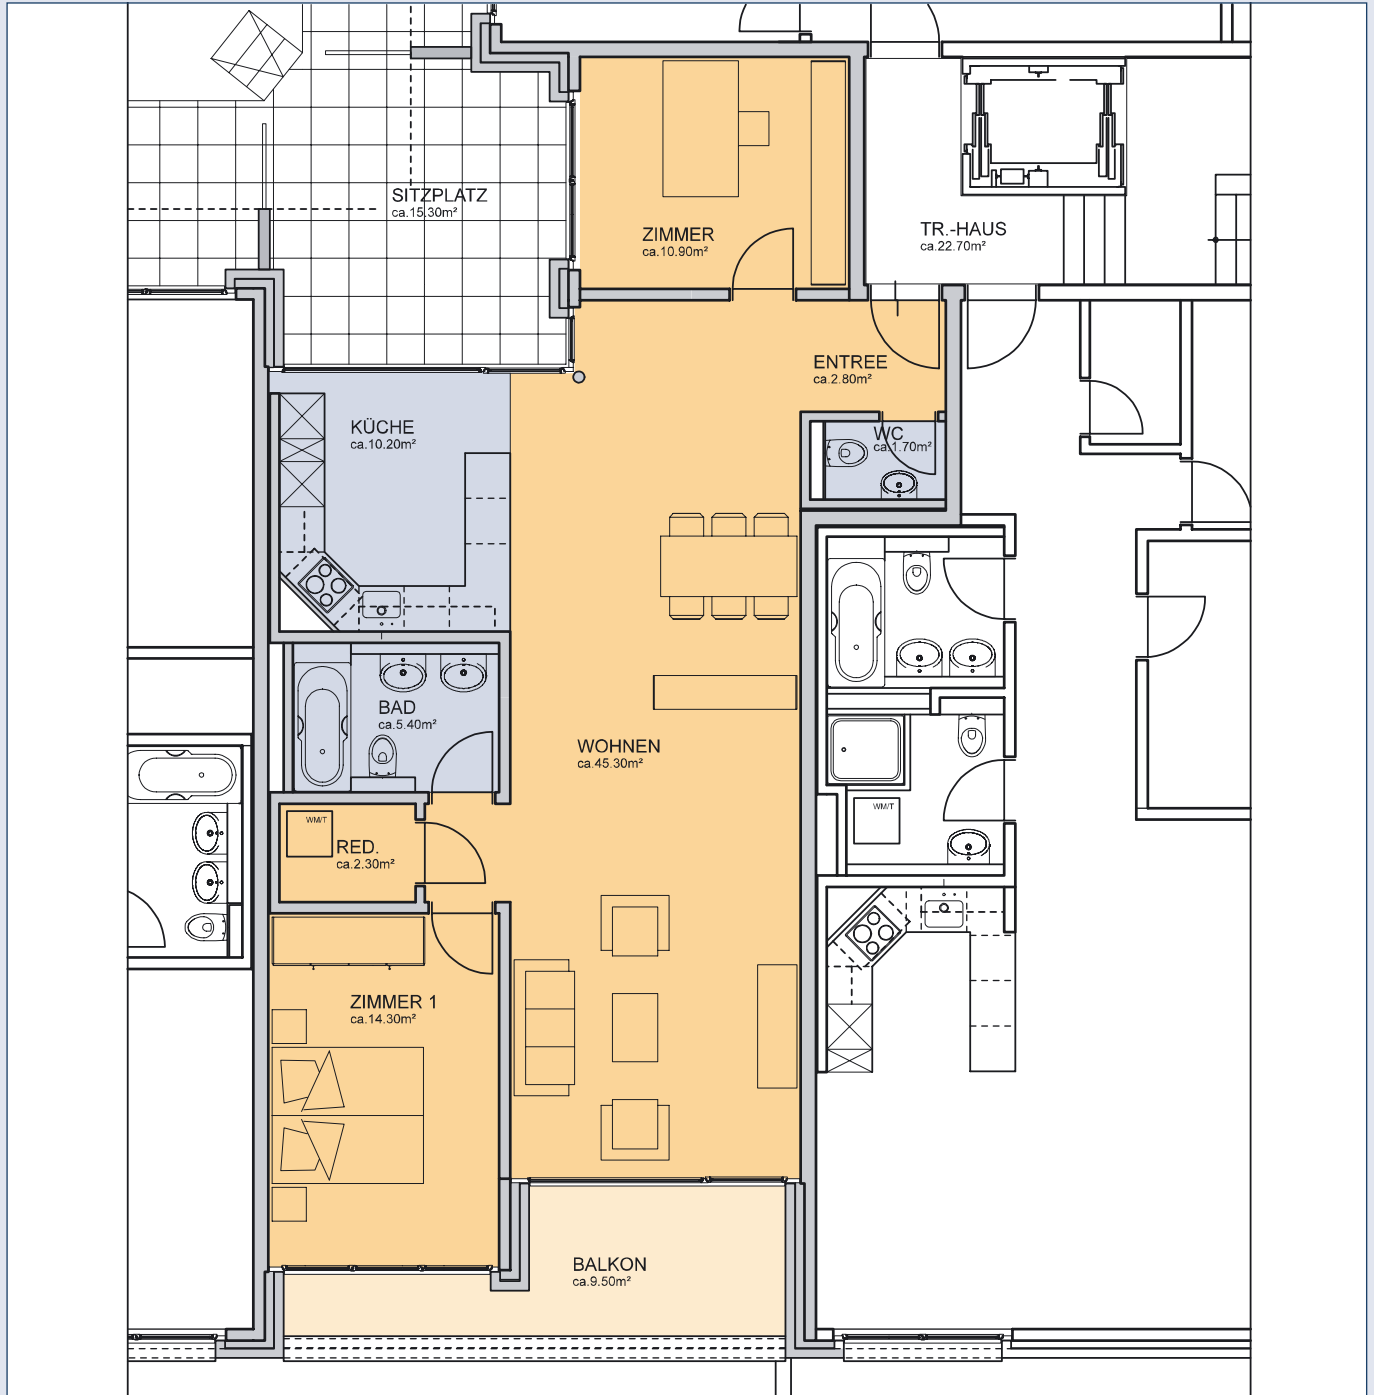 SITZPLATZ
ca.15.30m²
ZIMMER
ca.10.90m²
TR.-HAUS
ca.22.70m²
ENTREE
ca.2.80m²
KÜCHE
ca.10.20m²
WC
ca.1.70m²
BAD
ca.5.40m²
WOHNEN
ca.45.30m²
WM/T
WM/T
RED.
ca.2.30m²
ZIMMER 1
ca.14.30m²
BALKON
ca.9.50m²